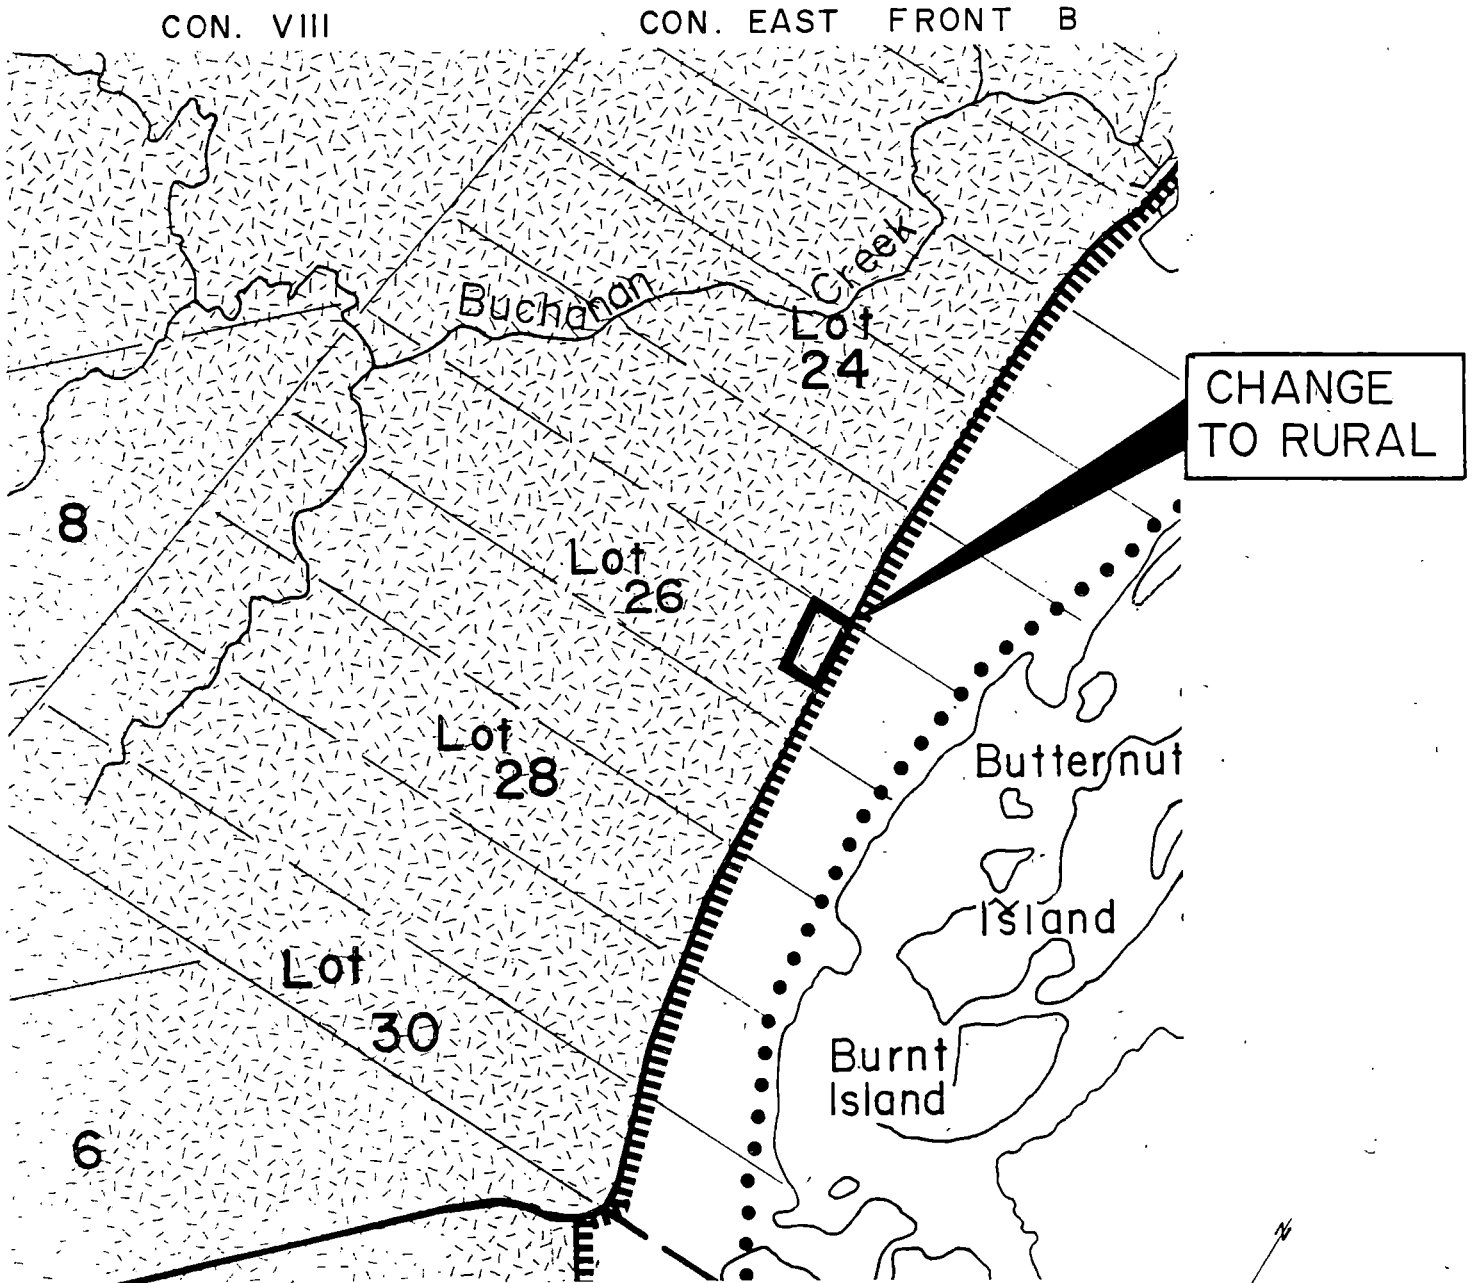 CON. VIII
CON. EAST FRONT B
Buchanan Creek
Lot
24
CHANGE
TO RURAL
8
Lot
26
Lot
28
Butternut
Island
Lot
30
Burnt
Island
6
N